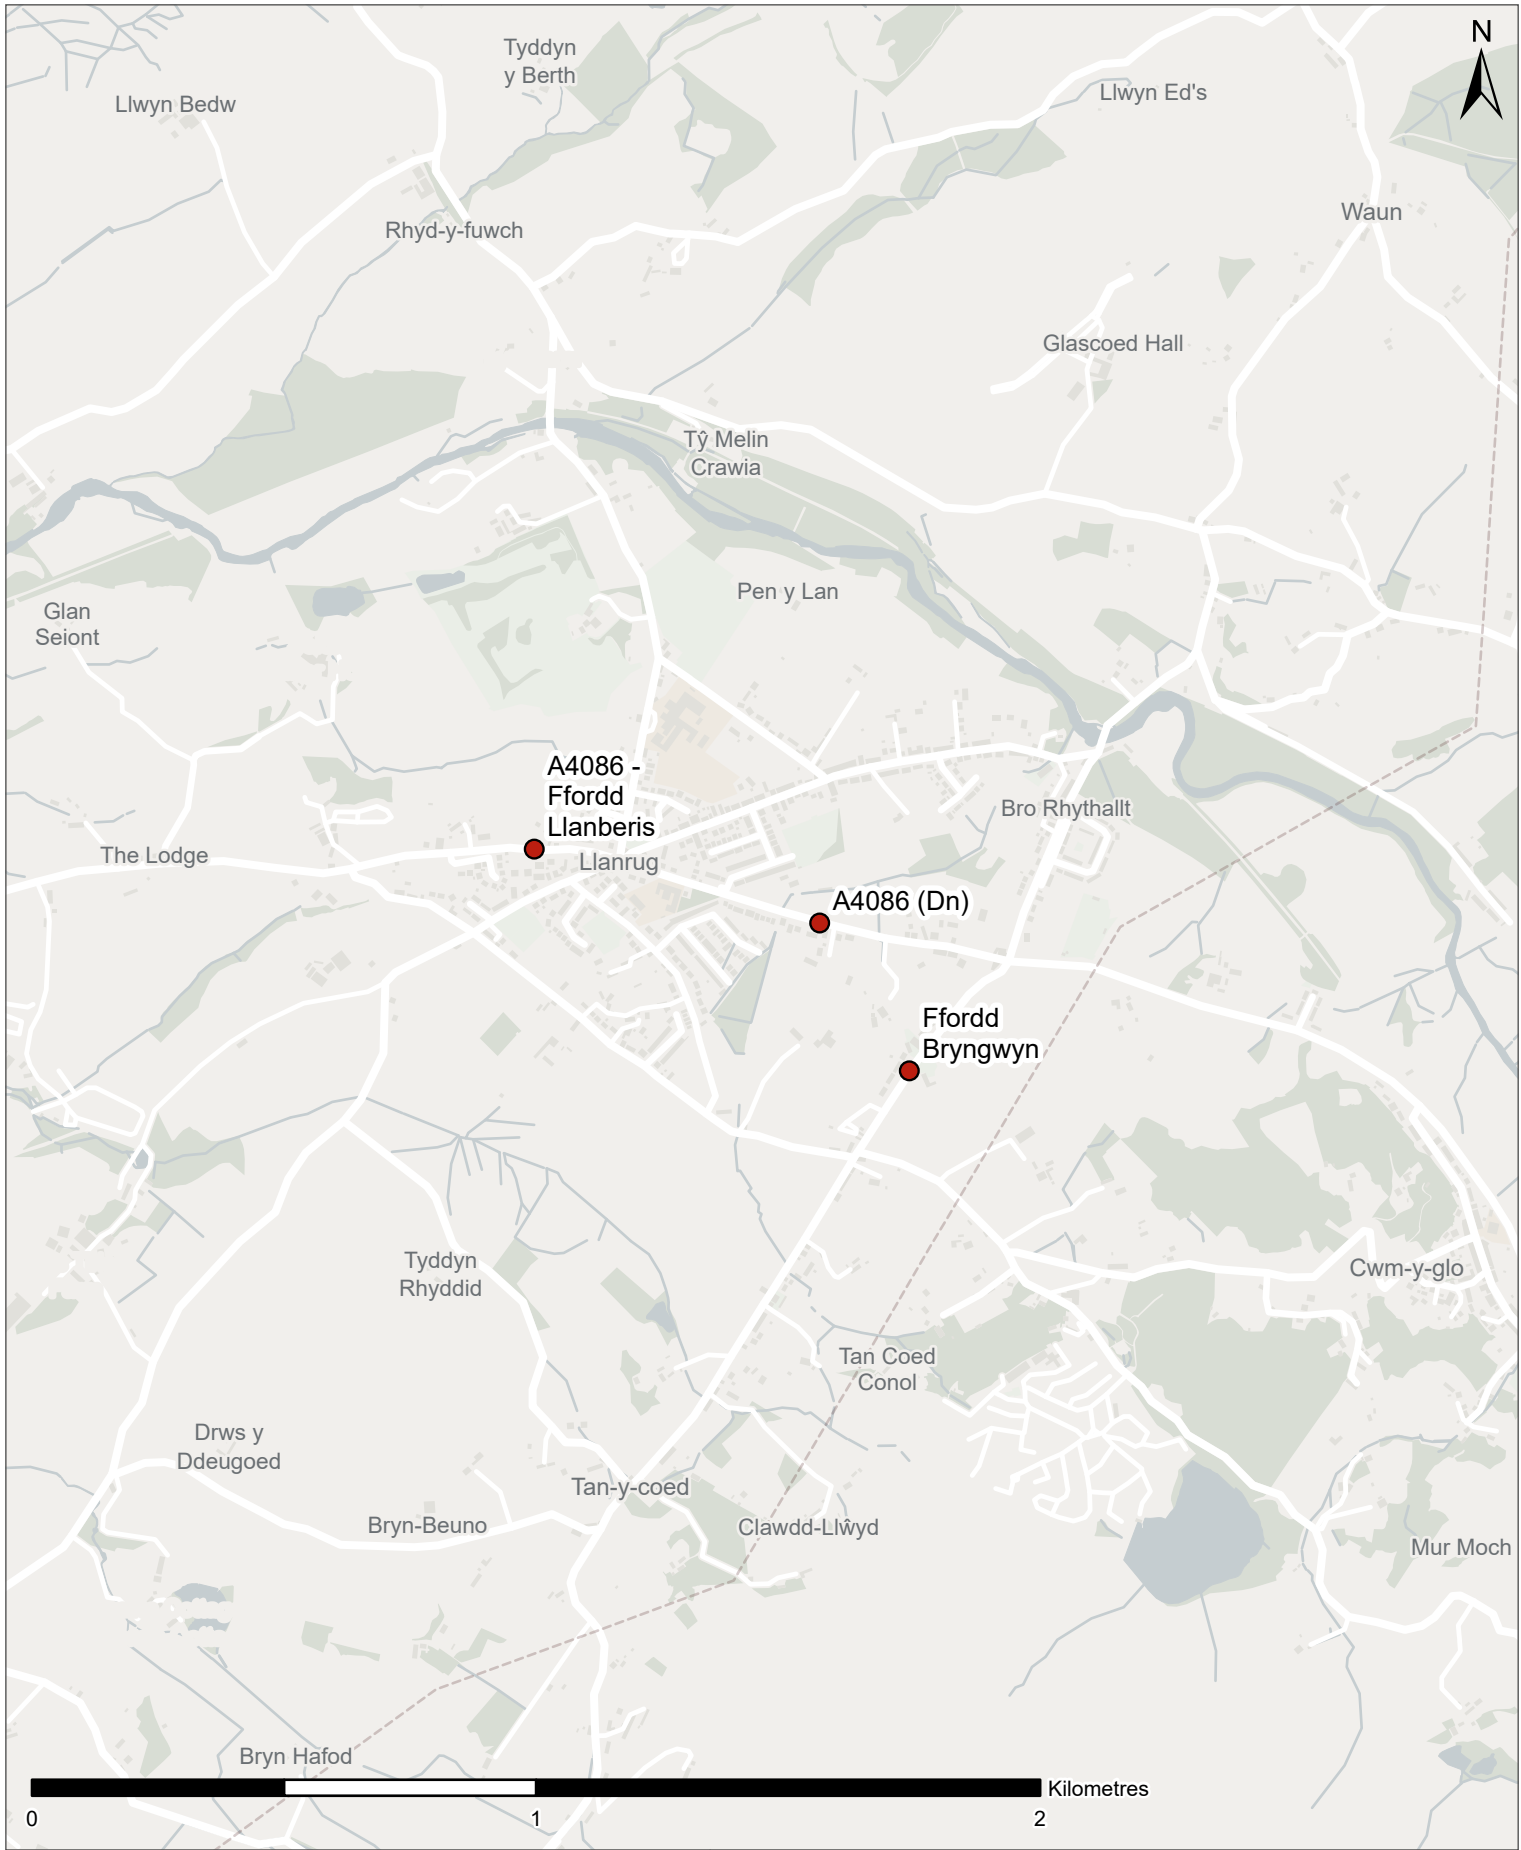 N
Tyddyn
y Berth
Llwyn Bedw
Llwyn Ed's
Rhyd-y-fuwch
Waun
Glascoed Hall
Tŷ Melin
Crawia
Pen y Lan
Glan
Seiont
A4086 -
Ffordd
Llanberis
Bro Rhythallt
The Lodge
Llanrug
A4086 (Dn)
Ffordd
Bryngwyn
Tyddyn
Rhyddid
Cwm-y-glo
Tan Coed
Conol
Drws y
Ddeugoed
Tan-y-coed
Bryn-Beuno
Clawdd-Llŵyd
Mur Moch
Bryn Hafod
Kilometres
0 1 2